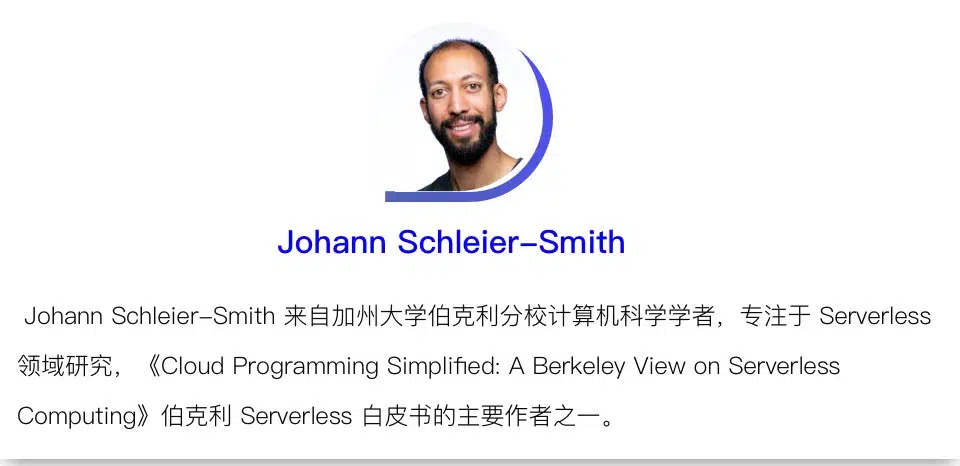 Johann Schleier-Smith
Johann Schleier-Smith 来自加州大学伯克利分校计算机科学学者，专注于 Serverless
领域研究，《Cloud Programming Simplified: A Berkeley View on Serverless
Computing》伯克利 Serverless 白皮书的主要作者之一。